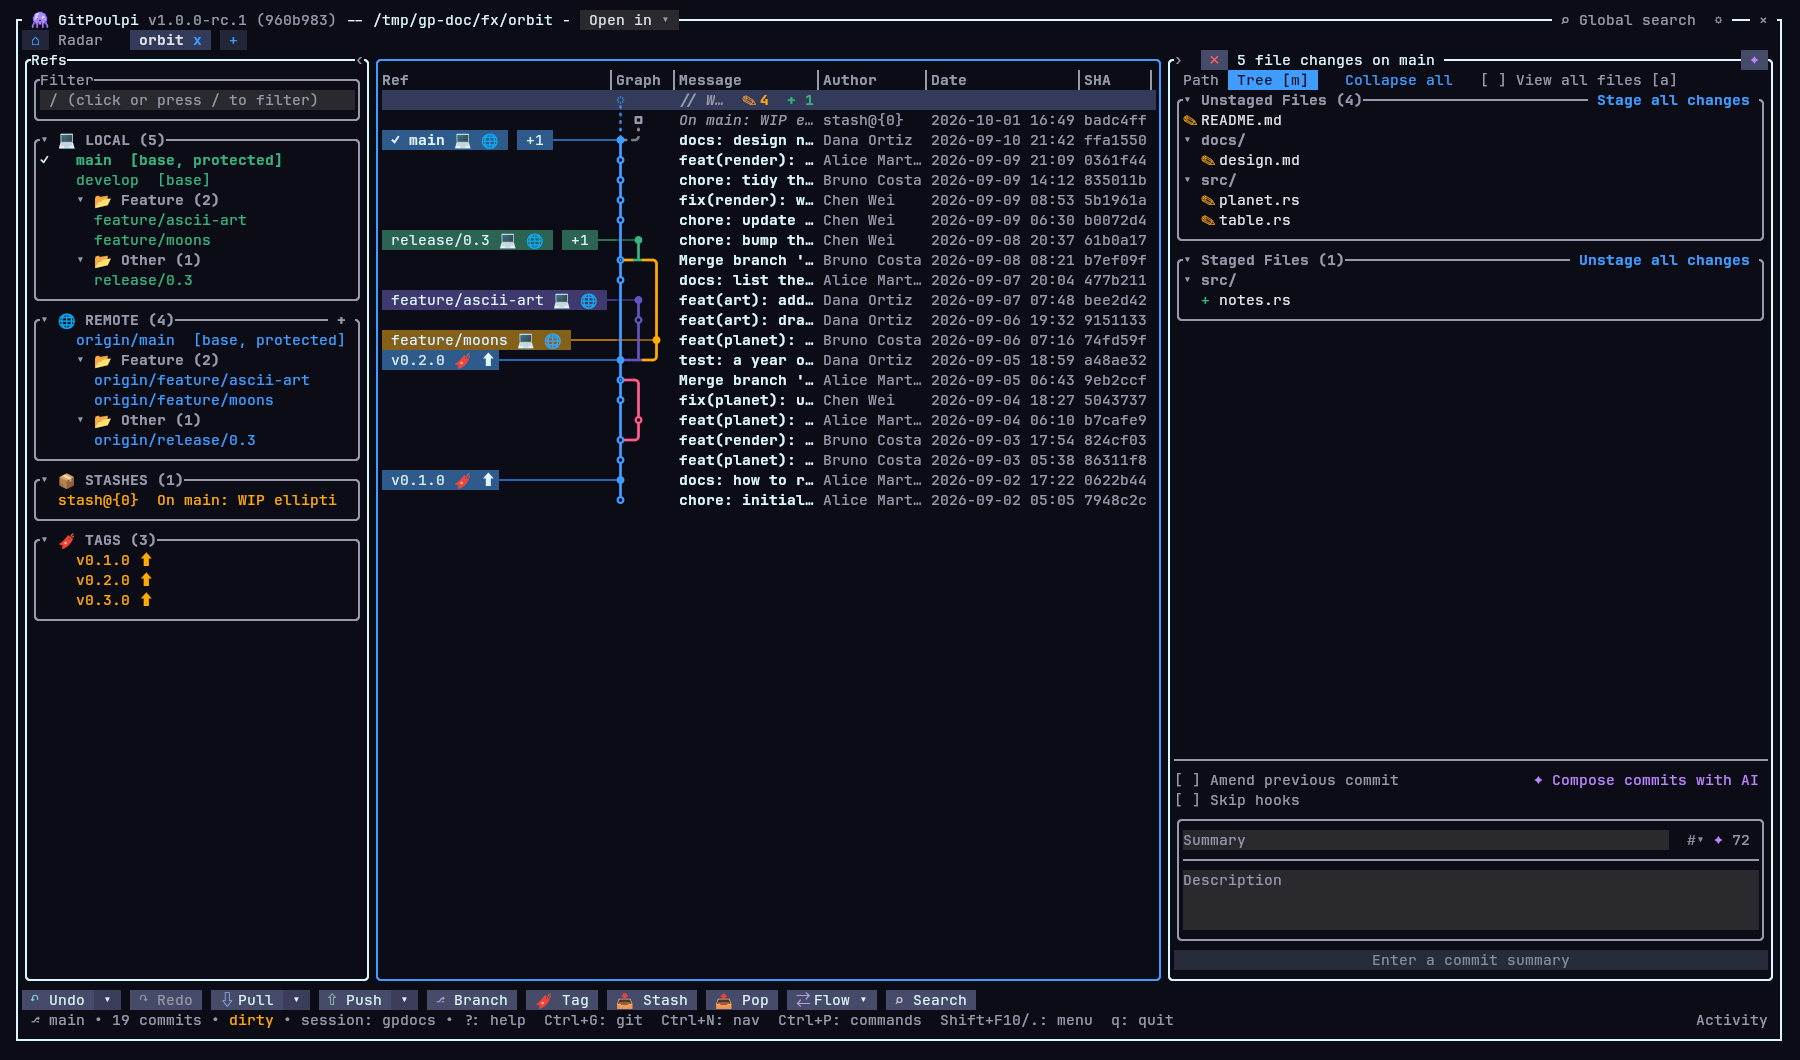 GitPoulpi v1.0.0-rc.1 (960b983) —— /tmp/gp-doc/fx/orbit - Open in ▾ Global search
Radar orbit x +
Refs
Filter
/ (click or press / to filter)
LOCAL (5)
✓ main [base, protected]
develop [base]
Feature (2)
feature/ascii-art
feature/moons
Other (1)
release/0.3
REMOTE (4) +
origin/main [base, protected]
Feature (2)
origin/feature/ascii-art
origin/feature/moons
Other (1)
origin/release/0.3
STASHES (1)
stash@{0} On main: WIP ellipti
TAGS (3)
v0.1.0
v0.2.0
v0.3.0
Ref Graph Message Author Date SHA
// W… 4 + 1
On main: WIP e… stash@{0} 2026-10-01 16:49 badc4ff
✓ main +1 docs: design n… Dana Ortiz 2026-09-10 21:42 ffa1550
feat(render): … Alice Mart… 2026-09-09 21:09 0361f44
chore: tidy th… Bruno Costa 2026-09-09 14:12 835011b
fix(render): w… Chen Wei 2026-09-09 08:53 5b1961a
chore: update … Chen Wei 2026-09-09 06:30 b0072d4
release/0.3 +1 chore: bump th… Chen Wei 2026-09-08 20:37 61b0a17
Merge branch '… Bruno Costa 2026-09-08 08:21 b7ef09f
docs: list the… Alice Mart… 2026-09-07 20:04 477b211
feature/ascii-art feat(art): add… Dana Ortiz 2026-09-07 07:48 bee2d42
feat(art): dra… Dana Ortiz 2026-09-06 19:32 9151133
feature/moons feat(planet): … Bruno Costa 2026-09-06 07:16 74fd59f
v0.2.0 test: a year o… Dana Ortiz 2026-09-05 18:59 a48ae32
Merge branch '… Alice Mart… 2026-09-05 06:43 9eb2ccf
fix(planet): u… Chen Wei 2026-09-04 18:27 5043737
feat(planet): … Alice Mart… 2026-09-04 06:10 b7cafe9
feat(render): … Bruno Costa 2026-09-03 17:54 824cf03
feat(planet): … Bruno Costa 2026-09-03 05:38 86311f8
v0.1.0 docs: how to r… Alice Mart… 2026-09-02 17:22 0622b44
chore: initial… Alice Mart… 2026-09-02 05:05 7948c2c
5 file changes on main
Path Tree [m] Collapse all [ ] View all files [a]
Unstaged Files (4) Stage all changes
README.md
docs/
design.md
src/
planet.rs
table.rs
Staged Files (1) Unstage all changes
src/
+ notes.rs
[ ] Amend previous commit ✦ Compose commits with AI
[ ] Skip hooks
Summary #▾ ✦ 72
Description
Enter a commit summary
Undo ▾ Redo Pull ▾ Push ▾ Branch Tag Stash Pop Flow ▾ Search
main • 19 commits • dirty • session: gpdocs • ?: help Ctrl+G: git Ctrl+N: nav Ctrl+P: commands Shift+F10/.: menu q: quit Activity